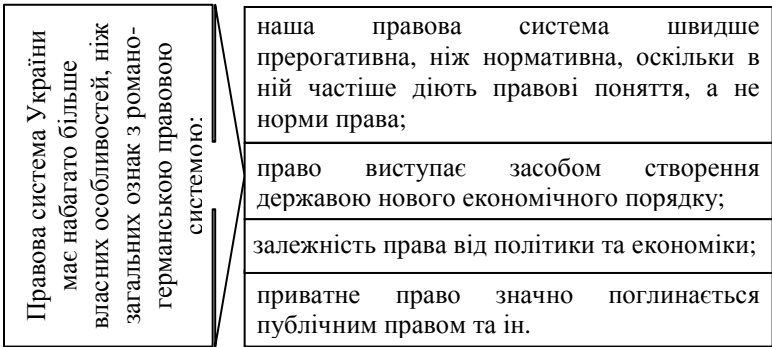 Правова система України
має набагато більше
власних особливостей, ніж
загальних ознак з романо-
германською правовою
системою:
наша правова система швидше
прерогативна, ніж нормативна, оскільки в
ній частіше діють правові поняття, а не
норми права;
право виступає засобом створення
державою нового економічного порядку;
залежність права від політики та економіки;
приватне право значно поглинається
публічним правом та ін.